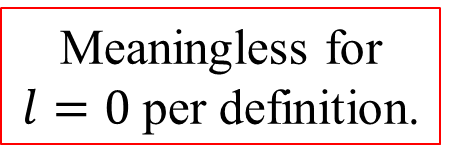 Meaningless for
l = 0 per definition.